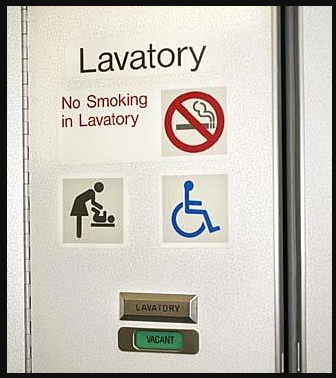 Lavatory
No Smoking
in Lavatory
LAVATORY
VACANT